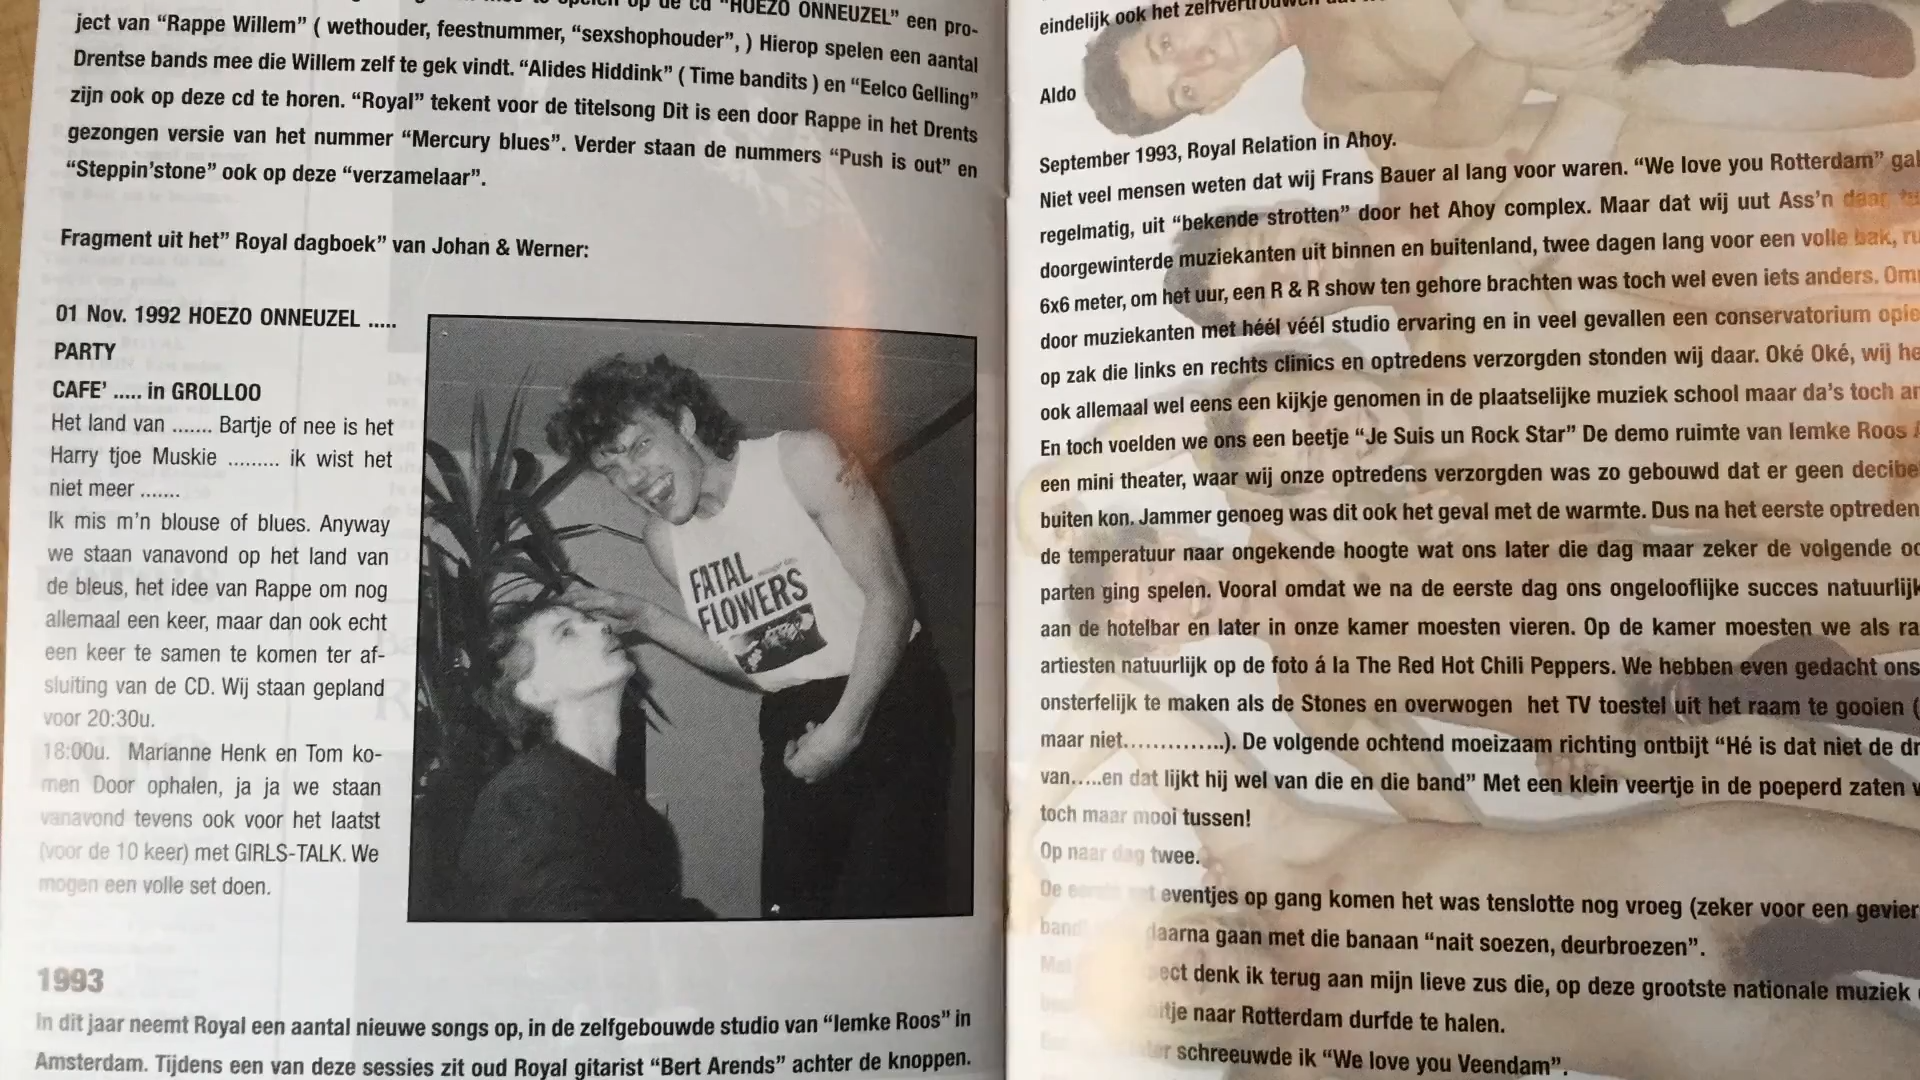 op de cd "HOEZO ONNEUZEL" een pro-
ject van “Rappe Willem” ( wethouder, feestnummer, “sexshophouder”, ) Hierop spelen een aantal
Drentse bands mee die Willem zelf te gek vindt. “Alides Hiddink” ( Time bandits ) en “Eelco Gelling”
zijn ook op deze cd te horen. “Royal” tekent voor de titelsong Dit is een door Rappe in het Drents
gezongen versie van het nummer “Mercury blues”. Verder staan de nummers “Push is out” en
“Steppin’stone” ook op deze “verzamelaar”.
Fragment uit het” Royal dagboek” van Johan & Werner:
01 Nov. 1992 HOEZO ONNEUZEL .....
PARTY
CAFE’ ..... in GROLLOO
Het land van ....... Bartje of nee is het
Harry tjoe Muskie ......... ik wist het
niet meer .......
Ik mis m’n blouse of blues. Anyway
we staan vanavond op het land van
de bleus, het idee van Rappe om nog
allemaal een keer, maar dan ook echt
een keer te samen te komen ter af-
sluiting van de CD. Wij staan gepland
voor 20:30u.
18:00u. Marianne Henk en Tom ko-
men Door ophalen, ja ja we staan
vanavond tevens ook voor het laatst
(voor de 10 keer) met GIRLS-TALK. We
mogen een volle set doen.
FATAL
FLOWERS
1993
In dit jaar neemt Royal een aantal nieuwe songs op, in de zelfgebouwde studio van “Iemke Roos” in
Amsterdam. Tijdens een van deze sessies zit oud Royal gitarist “Bert Arends” achter de knoppen.
eindelijk ook het zelfvertrouwen
Aldo
September 1993, Royal Relation in Ahoy.
Niet veel mensen weten dat wij Frans Bauer al lang voor waren. “We love you Rotterdam” gal
regelmatig, uit “bekende strotten” door het Ahoy complex. Maar dat wij uut Ass’n daar
doorgewinterde muziekanten uit binnen en buitenland, twee dagen lang voor een volle bak, ru
6x6 meter, om het uur, een R & R show ten gehore brachten was toch wel even iets anders. Om
door muziekanten met héél véél studio ervaring en in veel gevallen een conservatorium ople
op zak die links en rechts clinics en optredens verzorgden stonden wij daar. Oké Oké, wij he
ook allemaal wel eens een kijkje genomen in de plaatselijke muziek school maar da’s toch an
En toch voelden we ons een beetje “Je Suis un Rock Star” De demo ruimte van Iemke Roos
een mini theater, waar wij onze optredens verzorgden was zo gebouwd dat er geen decibe
buiten kon. Jammer genoeg was dit ook het geval met de warmte. Dus na het eerste optreden
de temperatuur naar ongekende hoogte wat ons later die dag maar zeker de volgende oc
parten ging spelen. Vooral omdat we na de eerste dag ons ongelooflijke succes natuurlijk
aan de hotelbar en later in onze kamer moesten vieren. Op de kamer moesten we als ra
artiesten natuurlijk op de foto á la The Red Hot Chili Peppers. We hebben even gedacht ons
onsterfelijk te maken als de Stones en overwogen het TV toestel uit het raam te gooien (
maar niet..............). De volgende ochtend moeizaam richting ontbijt “Hé is dat niet de dr
van.....en dat lijkt hij wel van die en die band” Met een klein veertje in de poeperd zaten w
toch maar mooi tussen!
Op naar dag twee.
De eventjes op gang komen het was tenslotte nog vroeg (zeker voor een gevier
daarna gaan met die banaan “nait soezen, deurbroezen”.
ect denk ik terug aan mijn lieve zus die, op deze grootste nationale muziek
itje naar Rotterdam durfde te halen.
schreeuwde ik “We love you Veendam”.